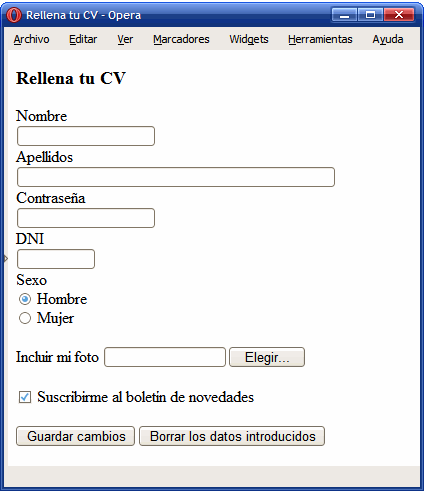 Rellena tu CV - Opera
Archivo Editar Ver Marcadores Widgets Herramientas Ayuda
Rellena tu CV
Nombre
Apellidos
Contraseña
DNI
Sexo
Hombre
Mujer
Incluir mi foto Elegir...
Suscribirme al boletin de novedades
Guardar cambios Borrar los datos introducidos